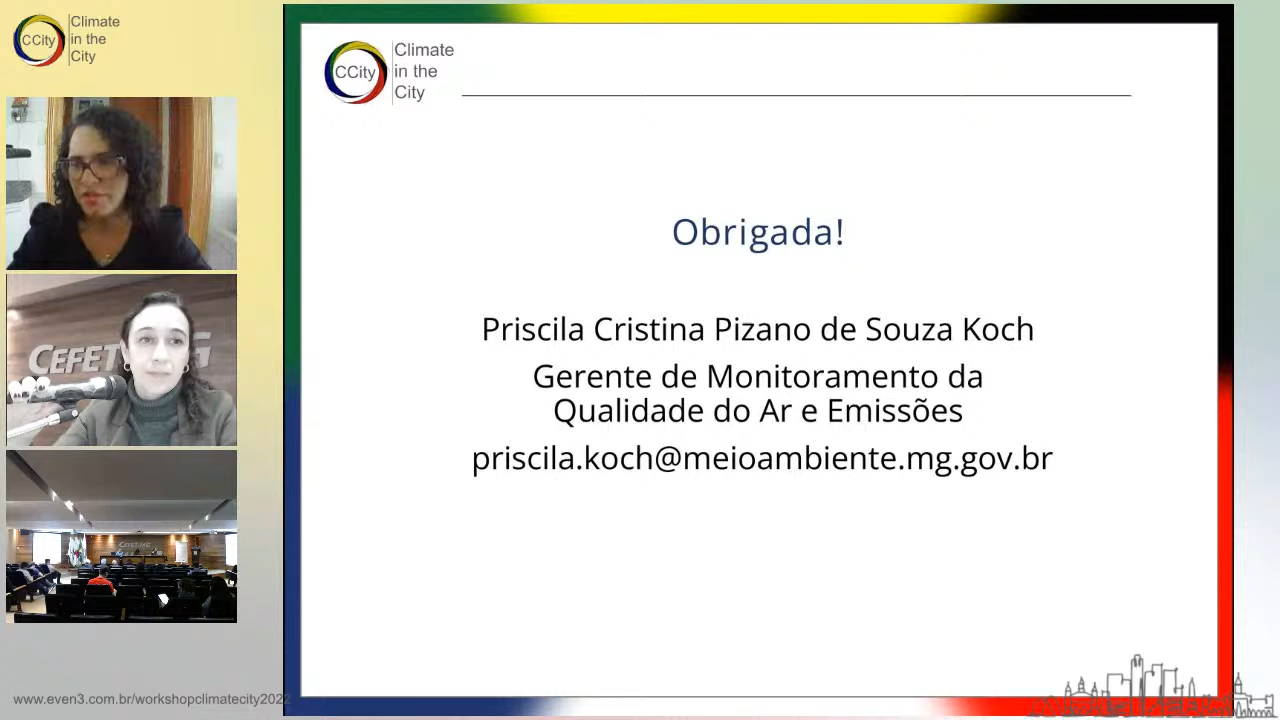 CCity
Climate
in the
City
CCity
Climate
in the
City
Obrigada!
Priscila Cristina Pizano de Souza Koch
Gerente de Monitoramento da
Qualidade do Ar e Emissões
priscila.koch@meioambiente.mg.gov.br
CEFET-MG
www.even3.com.br/workshopclimatecity2022